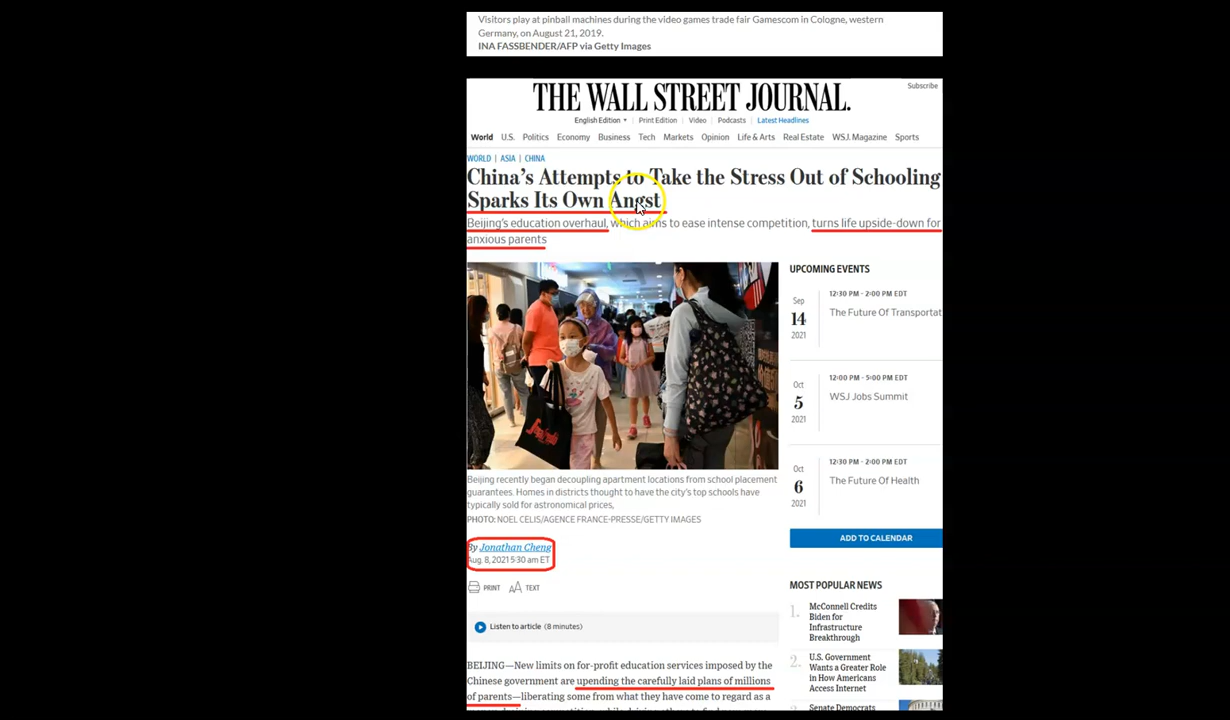 Visitors play at pinball machines during the video games trade fair Gamescom in Cologne, western
Germany, on August 21, 2019.
INA FASSBENDER/AFP via Getty Images
Subscribe
THE WALL STREET JOURNAL.
English Edition | Print Edition | Video | Podcasts | Latest Headlines
World U.S. Politics Economy Business Tech Markets Opinion Life & Arts Real Estate WSJ. Magazine Sports
WORLD | ASIA | CHINA
China's Attempts to Take the Stress Out of Schooling
Sparks Its Own Angst
Beijing's education overhaul, which aims to ease intense competition, turns life upside-down for
anxious parents
Beijing recently began decoupling apartment locations from school placement
guarantees. Homes in districts thought to have the city's top schools have
typically sold for astronomical prices,
PHOTO: NOEL CELIS/AGENCE FRANCE-PRESSE/GETTY IMAGES
By Jonathan Cheng
Aug. 8, 2021 5:30 am ET
PRINT AA TEXT
Listen to article (8 minutes)
BEIJING—New limits on for-profit education services imposed by the
Chinese government are upending the carefully laid plans of millions
of parents—liberating some from what they have come to regard as a
UPCOMING EVENTS
Sep
14
2021
12:30 PM - 2:00 PM EDT
The Future Of Transportat
Oct
5
2021
12:00 PM - 5:00 PM EDT
WSJ Jobs Summit
Oct
6
2021
12:30 PM - 2:00 PM EDT
The Future Of Health
ADD TO CALENDAR
MOST POPULAR NEWS
1.
McConnell Credits
Biden for
Infrastructure
Breakthrough
2.
U.S. Government
Wants a Greater Role
in How Americans
Access Internet
Senate Democrats